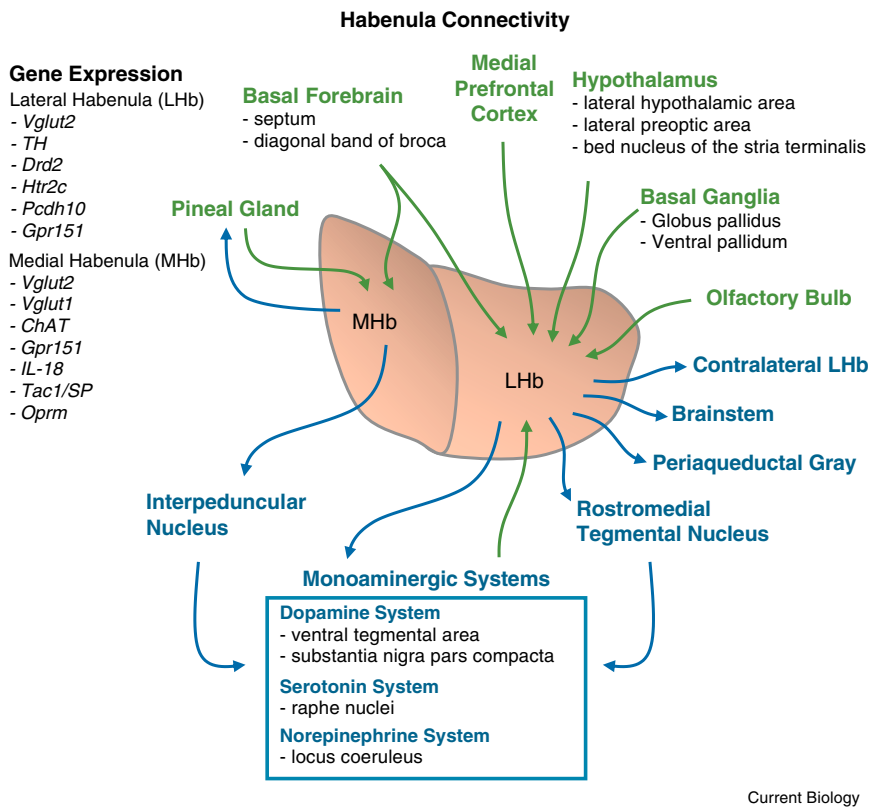 Habenula Connectivity
Gene Expression
Lateral Habenula (LHb)
- Vglut2
- TH
- Drd2
- Htr2c
- Pcdh10
- Gpr151
Medial Habenula (MHb)
- Vglut2
- Vglut1
- ChAT
- Gpr151
- IL-18
- Tac1/SP
- Oprm
Basal Forebrain
- septum
- diagonal band of broca
Medial
Prefrontal
Cortex
Hypothalamus
- lateral hypothalamic area
- lateral preoptic area
- bed nucleus of the stria terminalis
Pineal Gland
Basal Ganglia
- Globus pallidus
- Ventral pallidum
Olfactory Bulb
MHb
LHb
Contralateral LHb
Brainstem
Periaqueductal Gray
Interpeduncular
Nucleus
Rostromedial
Tegmental Nucleus
Monoaminergic Systems
Dopamine System
- ventral tegmental area
- substantia nigra pars compacta
Serotonin System
- raphe nuclei
Norepinephrine System
- locus coeruleus
Current Biology